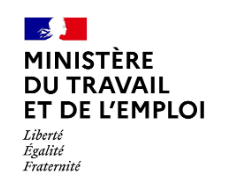 MINISTÈRE
DU TRAVAIL
ET DE L'EMPLOI
Liberté
Égalité
Fraternité